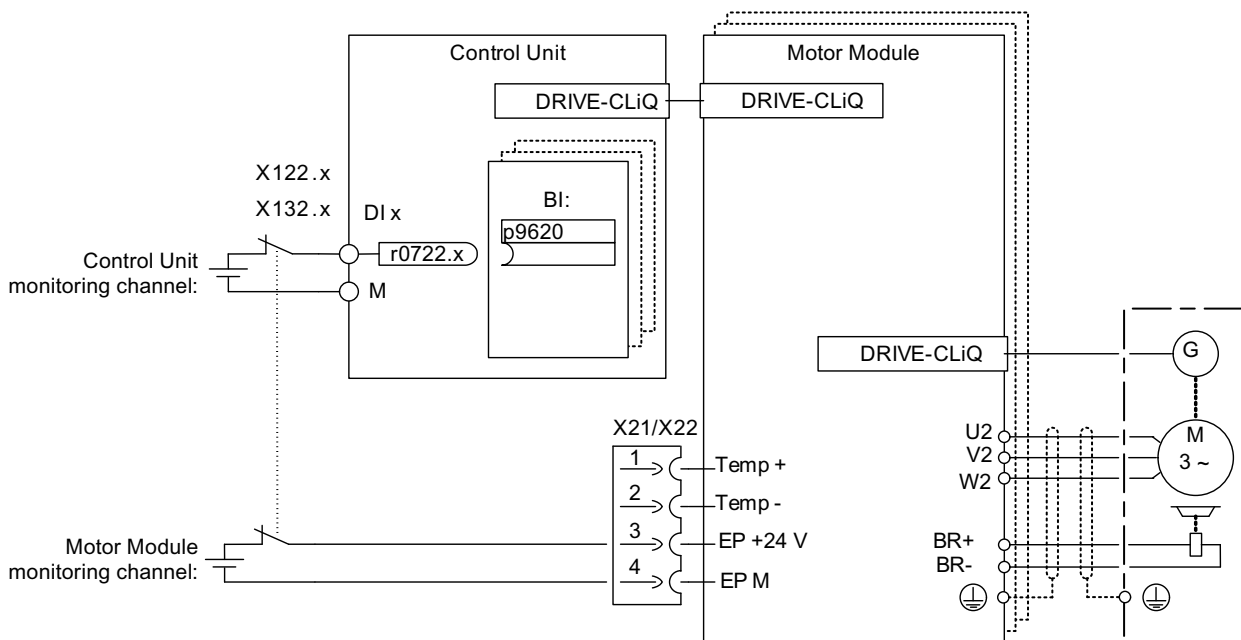 Control Unit
Motor Module
DRIVE-CLiQ
DRIVE-CLiQ
X122.x
X132.x
DI x
BI:
p9620
r0722.x
Control Unit
monitoring channel:
M
DRIVE-CLiQ
G
X21/X22
1
Temp +
2
Temp -
3
EP +24 V
4
EP M
Motor Module
monitoring channel:
U2
V2
W2
M
3 ~
BR+
BR-